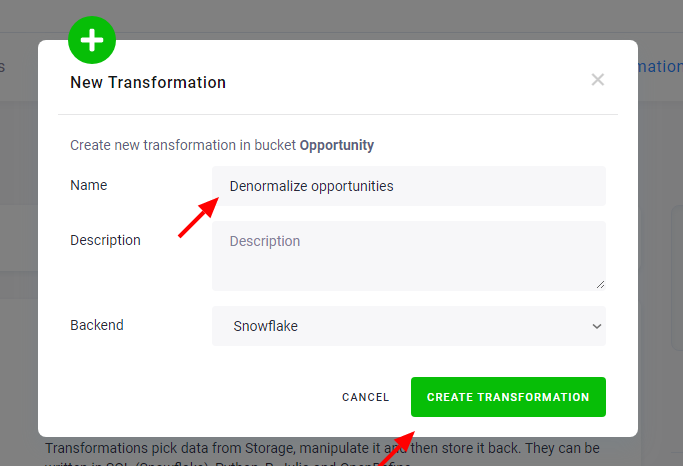 s
mation
New Transformation
Create new transformation in bucket Opportunity
Name
Denormalize opportunities
Description
Description
Backend
Snowflake
CANCEL
CREATE TRANSFORMATION
Transformations pick data from Storage, manipulate it and then store it back. They can be
written in SQL (Snowflake), Python, R, Julia and OpenRefine